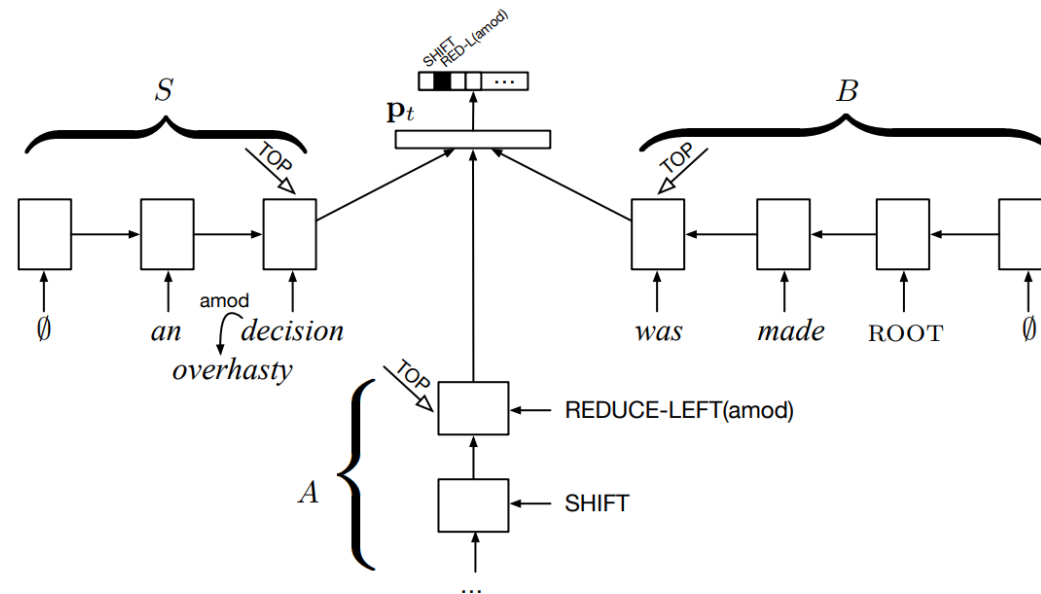 SHIFT
RED-L(amod)
...
p_t
S
B
TOP
TOP
amod
∅ an decision was made ROOT ∅
overhasty
TOP
REDUCE-LEFT(amod)
A
SHIFT
...